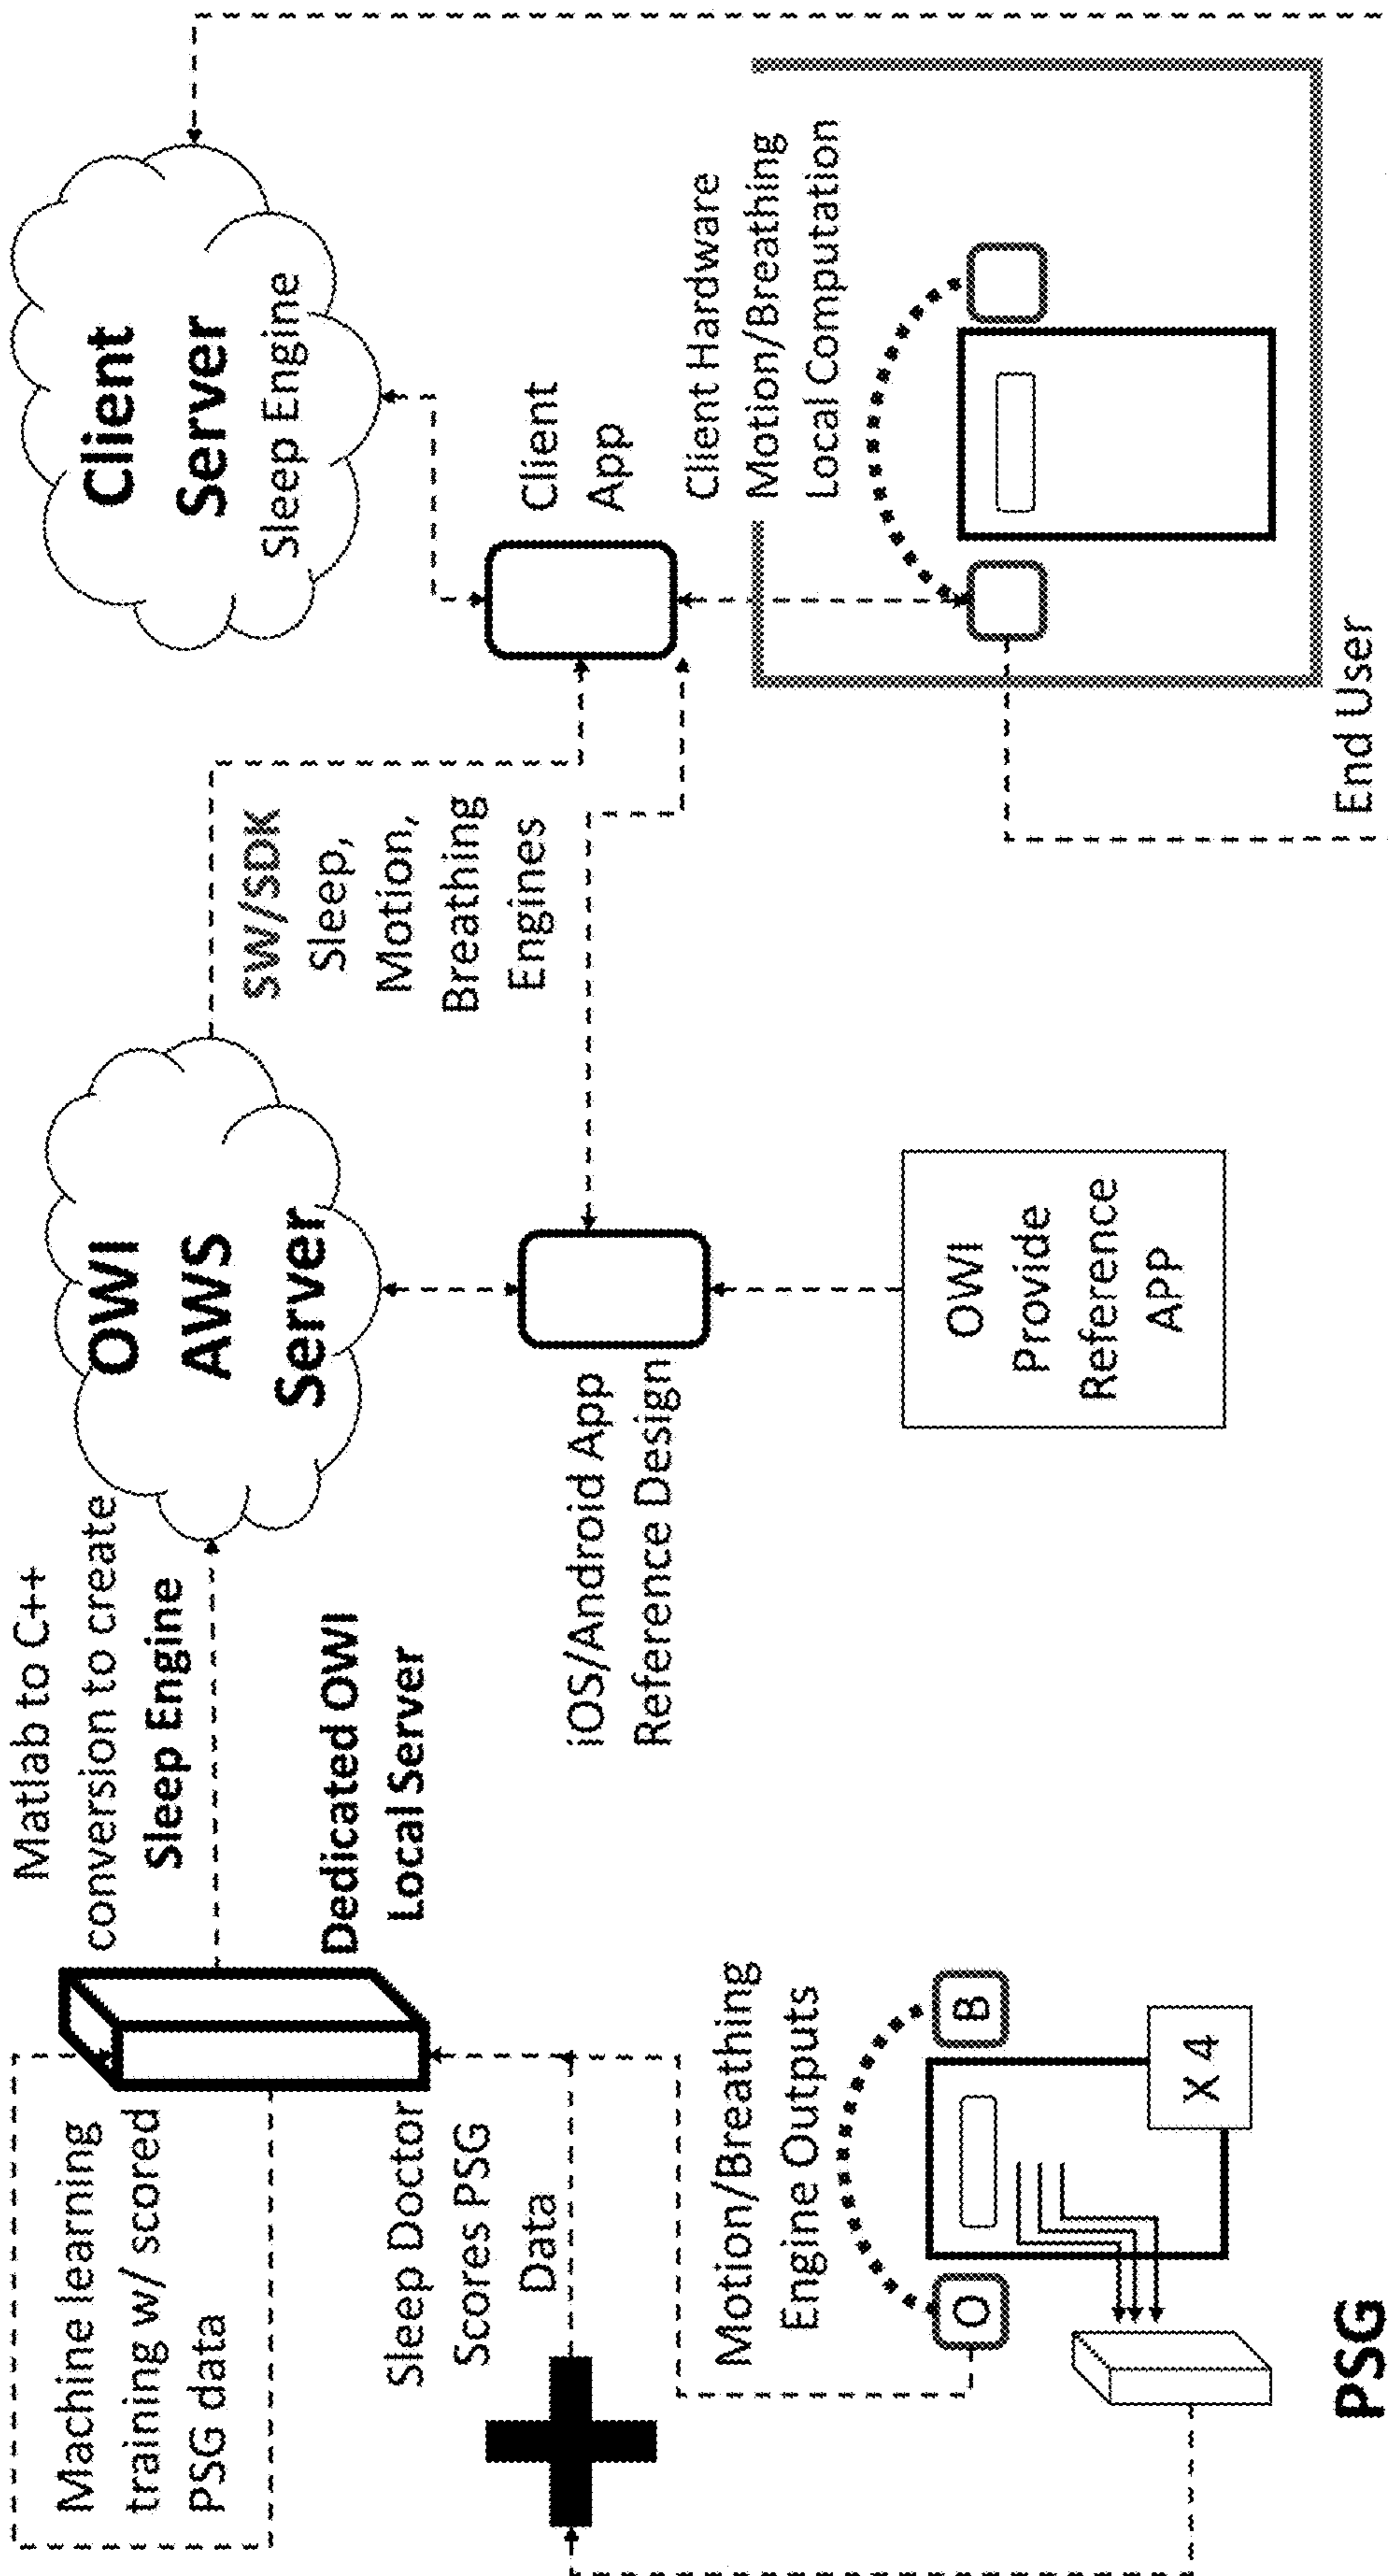 Machine learning
training w/ scored
PSG data
Matlab to C++
conversion to create
Sleep Engine
Dedicated OWI
Local Server
Sleep Doctor
Scores PSG
Data
Motion/Breathing
Engine Outputs
O
B
X 4
PSG
OWI
AWS
Server
iOS/Android App
Reference Design
OWI
Provide
Reference
APP
SW/SDK
Sleep,
Motion,
Breathing
Engines
Client
Server
Sleep Engine
Client
App
Client Hardware
Motion/Breathing
Local Computation
End User